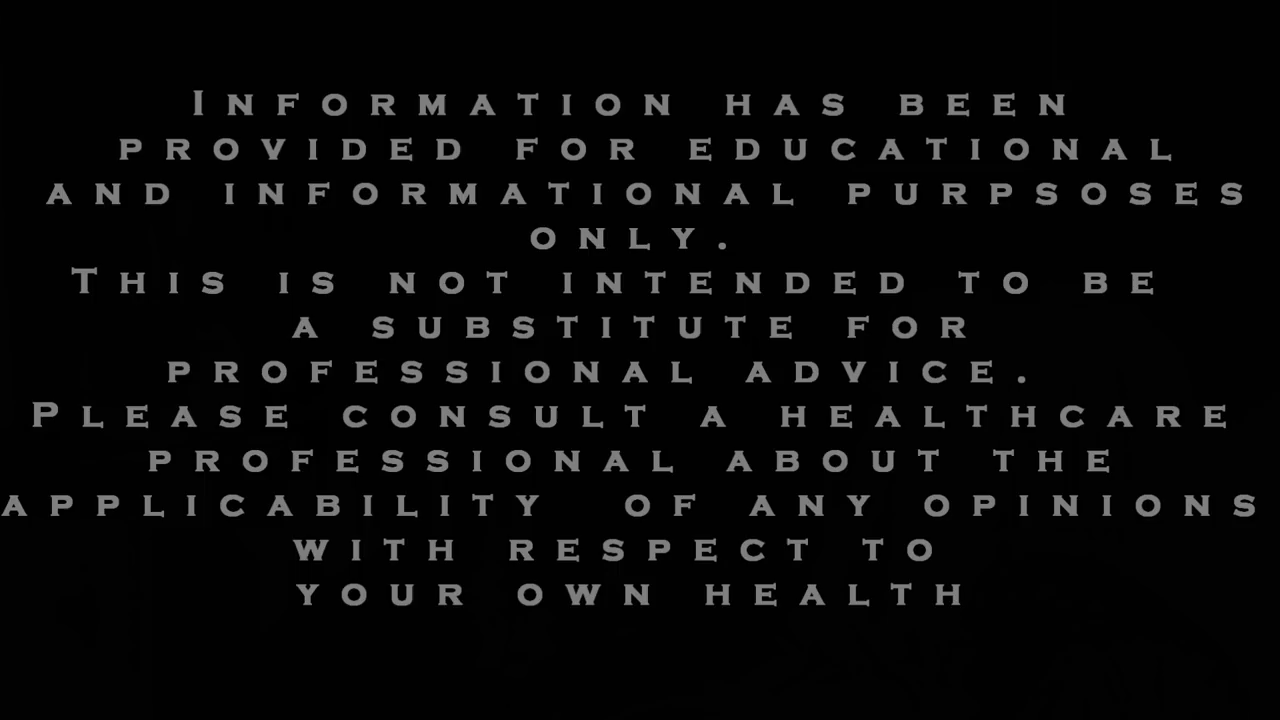 Information has been
provided for educational
and informational purpsoses
only.
This is not intended to be
a substitute for
professional advice.
Please consult a healthcare
professional about the
applicability of any opinions
with respect to
your own health